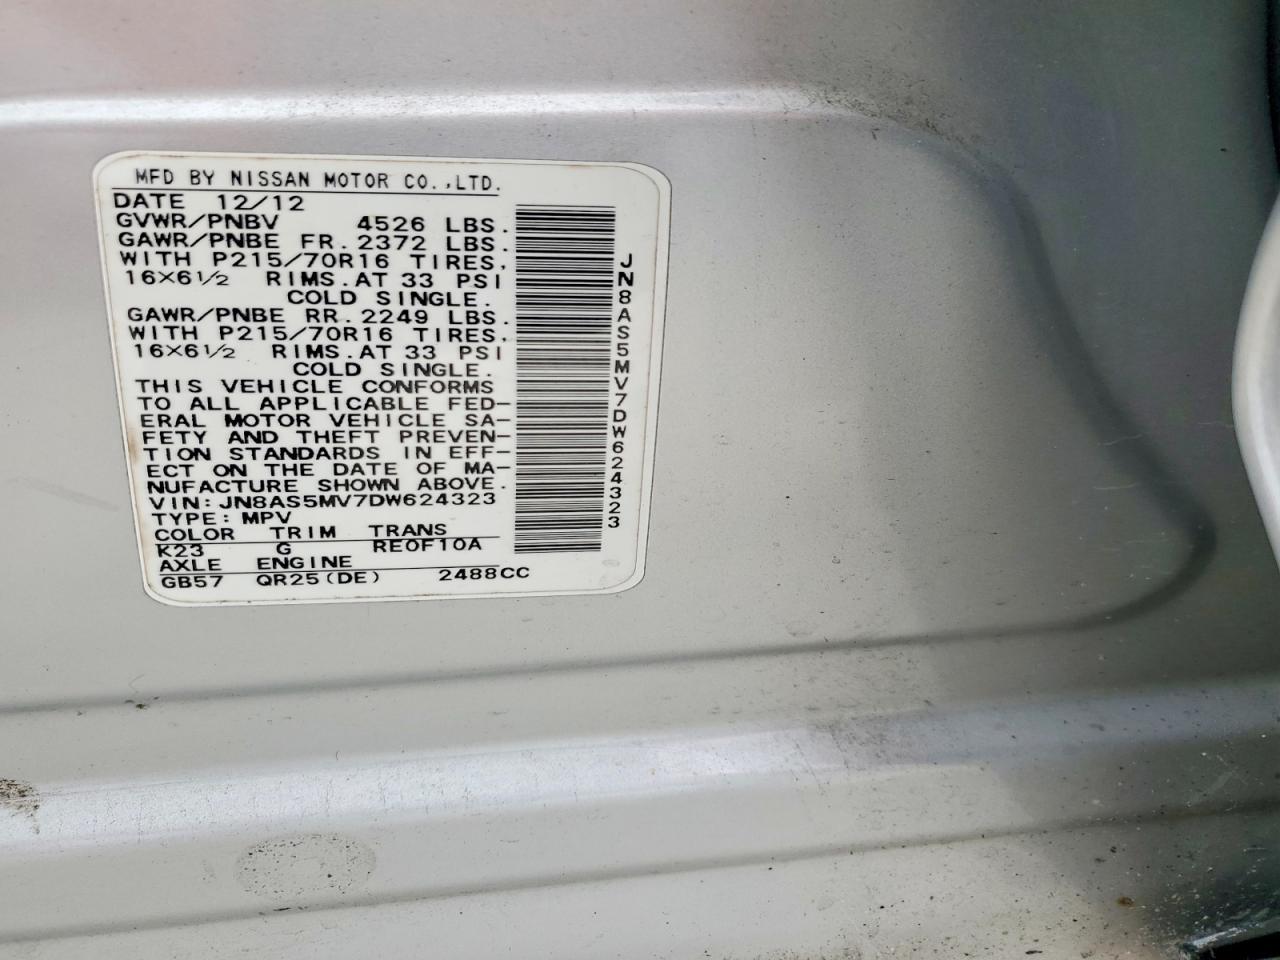 MFD BY NISSAN MOTOR CO.,LTD.
DATE 12/12
GVWR/PNBV 4526 LBS.
GAWR/PNBE FR.2372 LBS.
WITH P215/70R16 TIRES,
16X6½ RIMS.AT 33 PSI
COLD SINGLE.
GAWR/PNBE RR.2249 LBS.
WITH P215/70R16 TIRES.
16X6½ RIMS.AT 33 PSI
COLD SINGLE.
THIS VEHICLE CONFORMS
TO ALL APPLICABLE FED-
ERAL MOTOR VEHICLE SA-
FETY AND THEFT PREVEN-
TION STANDARDS IN EFF-
ECT ON THE DATE OF MA-
NUFACTURE SHOWN ABOVE.
VIN:JN8AS5MV7DW624323
TYPE:MPV
COLOR TRIM TRANS
K23 G RE0F10A
AXLE ENGINE
GB57 QR25(DE) 2488CC
JN8AS5MV7DW624323